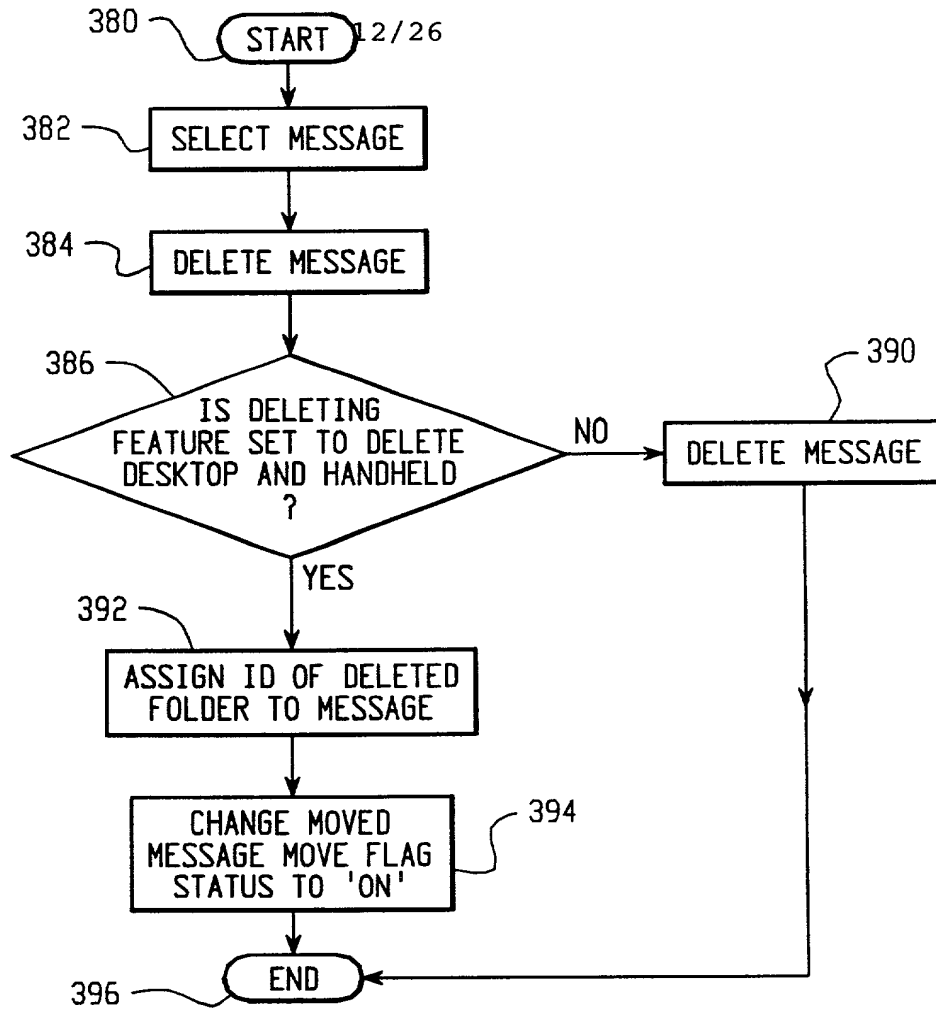 380
START
12/26
382
SELECT MESSAGE
384
DELETE MESSAGE
386
IS DELETING
FEATURE SET TO DELETE
DESKTOP AND HANDHELD
?
NO
390
DELETE MESSAGE
YES
392
ASSIGN ID OF DELETED
FOLDER TO MESSAGE
CHANGE MOVED
MESSAGE MOVE FLAG
STATUS TO 'ON'
394
END
396